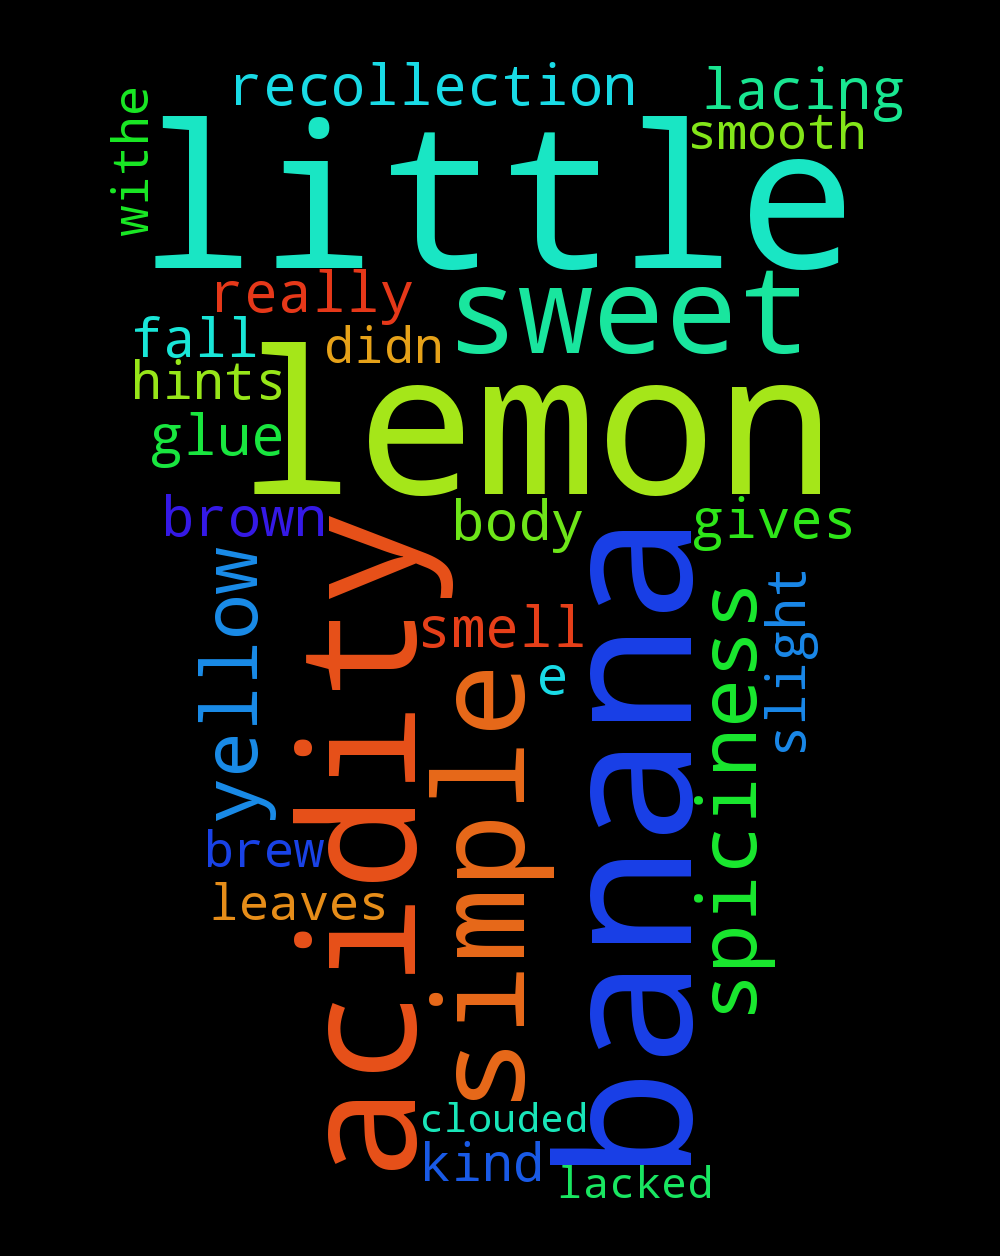 recollection
lacing
smooth
withe
little
really
sweet
fall
didn
hints
lemon
glue
brown
body
gives
yellow
acidity
smell
e
simple
banana
spiciness
slight
brew
leaves
clouded
kind
lacked